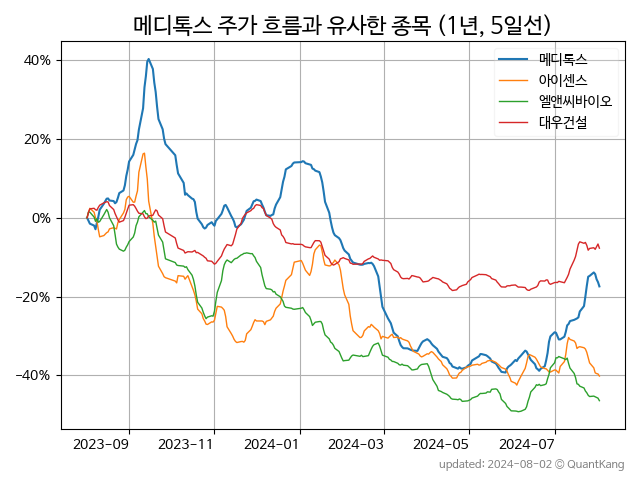 메디톡스 주가 흐름과 유사한 종목 (1년, 5일선)
메디톡스
아이센스
엘앤씨바이오
대우건설
40%
20%
0%
−20%
−40%
2023-09 2023-11 2024-01 2024-03 2024-05 2024-07
updated: 2024-08-02 © QuantKang